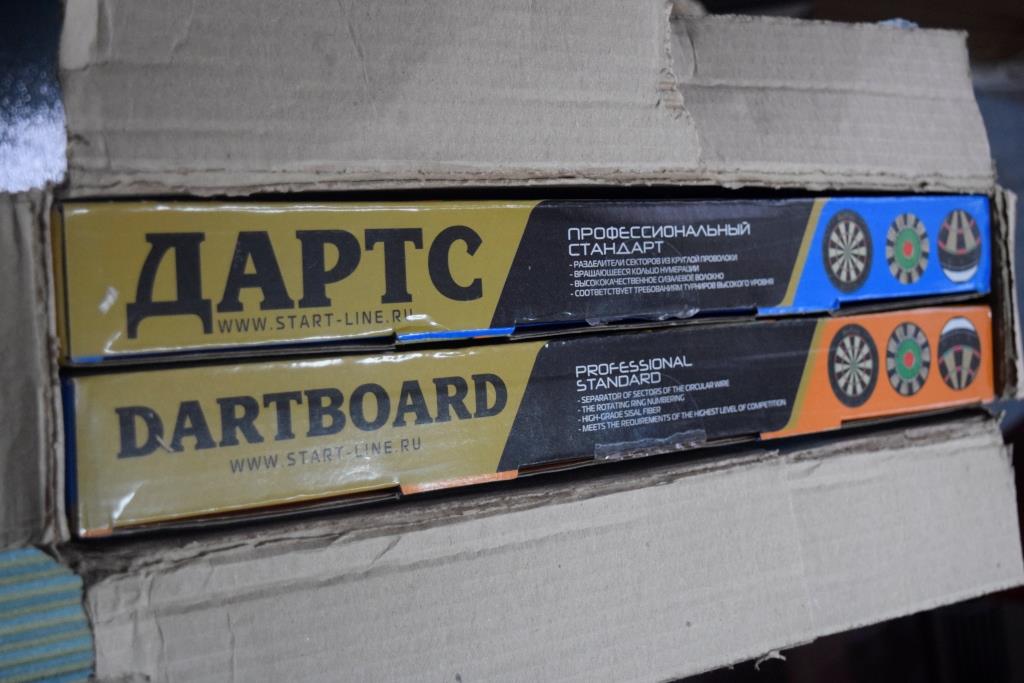 ДАРТС
WWW.START-LINE.RU
ПРОФЕССИОНАЛЬНЫЙ
СТАНДАРТ
- РАЗДЕЛИТЕЛИ СЕКТОРОВ ИЗ КРУГЛОЙ ПРОВОЛОКИ
- ВРАЩАЮЩЕЕСЯ КОЛЬЦО НУМЕРАЦИИ
- ВЫСОКОКАЧЕСТВЕННОЕ СИЗАЛЕВОЕ ВОЛОКНО
- СООТВЕТСТВУЕТ ТРЕБОВАНИЯМ ТУРНИРОВ ВЫСОКОГО УРОВНЯ
DARTBOARD
WWW.START-LINE.RU
PROFESSIONAL
STANDARD
- SEPARATOR OF SECTORS OF THE CIRCULAR WIRE
- THE ROTATING RING NUMBERING
- HIGH-GRADE SISAL FIBER
- MEETS THE REQUIREMENTS OF THE HIGHEST LEVEL OF COMPETITION